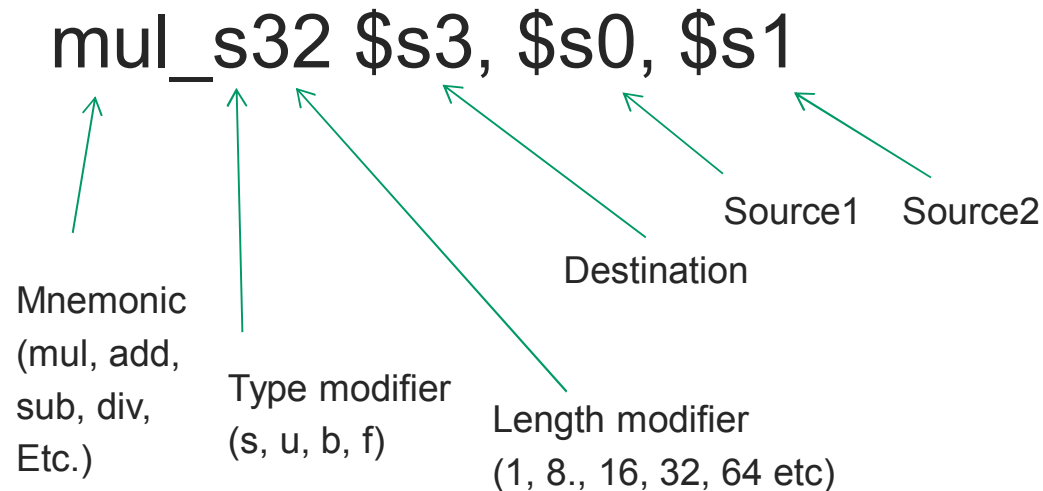 mul_s32 $s3, $s0, $s1
Source1
Source2
Destination
Mnemonic
(mul, add,
sub, div,
Etc.)
Type modifier
(s, u, b, f)
Length modifier
(1, 8., 16, 32, 64 etc)